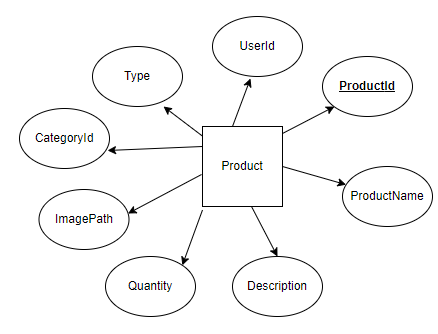 UserId
Type
ProductId
CategoryId
Product
ProductName
ImagePath
Quantity
Description